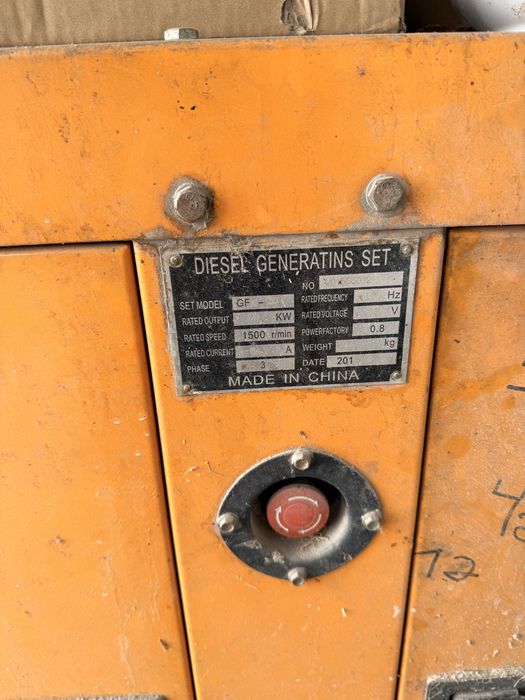 DIESEL GENERATINS SET
NO
SET MODEL GF -
RATED FREQUENCY Hz
RATED OUTPUT KW
RATED VOLTAGE V
RATED SPEED 1500 r/min
POWERFACTORY 0.8
RATED CURRENT A
WEIGHT kg
PHASE 3
DATE 201
MADE IN CHINA
72